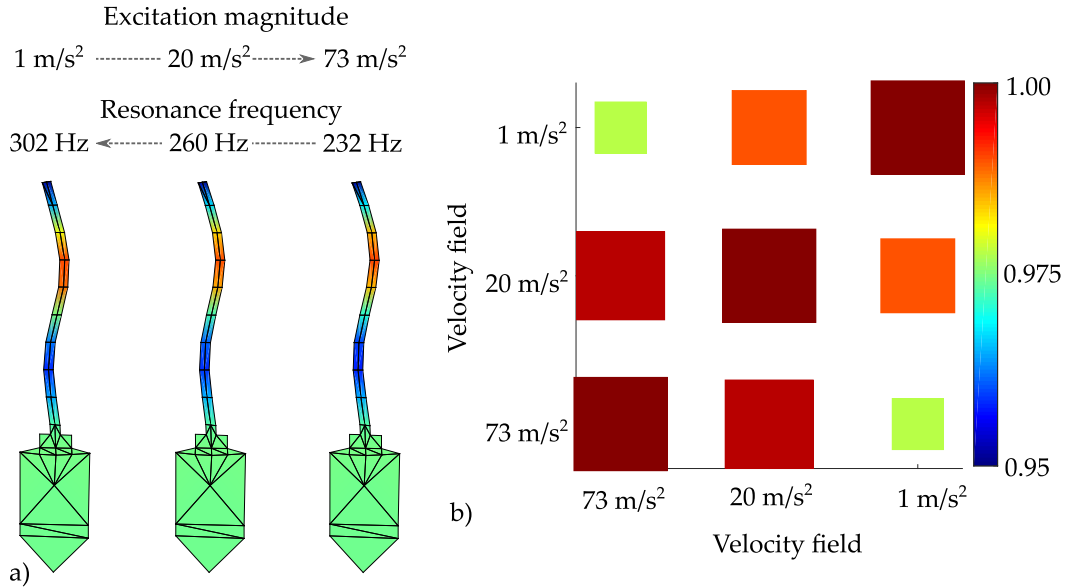 Excitation magnitude
1 m/s² 20 m/s² 73 m/s²
Resonance frequency
302 Hz 260 Hz 232 Hz
a)
1.00
0.975
0.95
Velocity field
1 m/s²
20 m/s²
73 m/s²
73 m/s² 20 m/s² 1 m/s²
Velocity field
b)